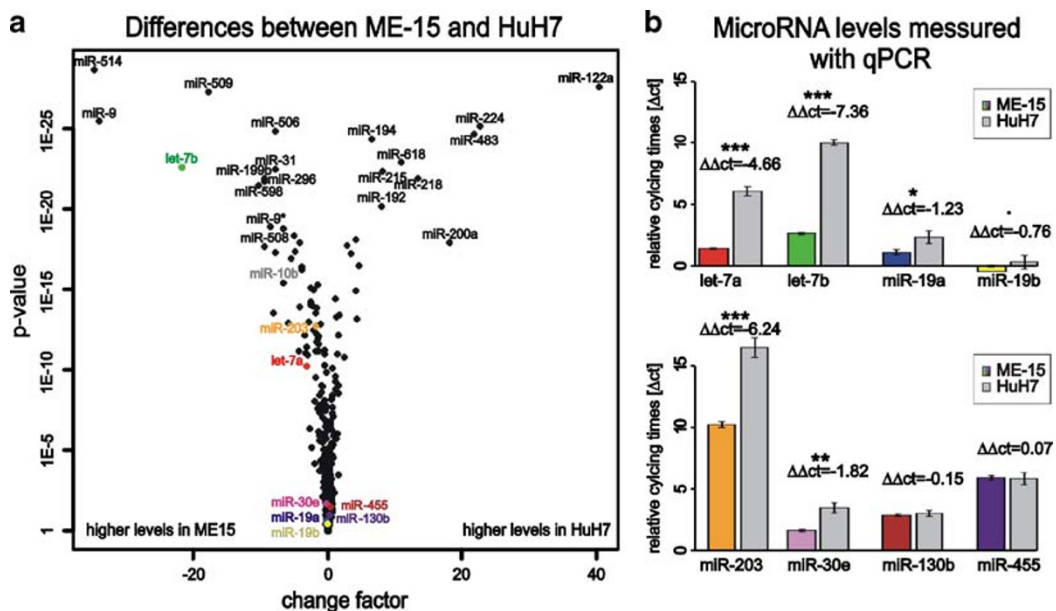 a
Differences between ME-15 and HuH7
miR-514
miR-509
miR-122a
miR-9
miR-224
miR-506
miR-194
miR-483
let-7b
miR-31
miR-618
miR-199b
miR-296
miR-215
miR-218
miR-598
miR-192
miR-9*
miR-508
miR-200a
miR-10b
miR-203
let-7a
miR-30e
miR-455
miR-19a
miR-130b
miR-19b
higher levels in ME15
higher levels in HuH7
p-value
1E-25
1E-20
1E-15
1E-10
1E-5
1
-20
0
20
40
change factor
b
MicroRNA levels messured
with qPCR
relative cylcing times [Δct]
15
10
5
0
ME-15
HuH7
***
ΔΔct=-4.66
***
ΔΔct=-7.36
*
ΔΔct=-1.23
.
ΔΔct=-0.76
let-7a
let-7b
miR-19a
miR-19b
relative cylcing times [Δct]
15
10
5
0
ME-15
HuH7
***
ΔΔct=-6.24
**
ΔΔct=-1.82
ΔΔct=-0.15
ΔΔct=0.07
miR-203
miR-30e
miR-130b
miR-455